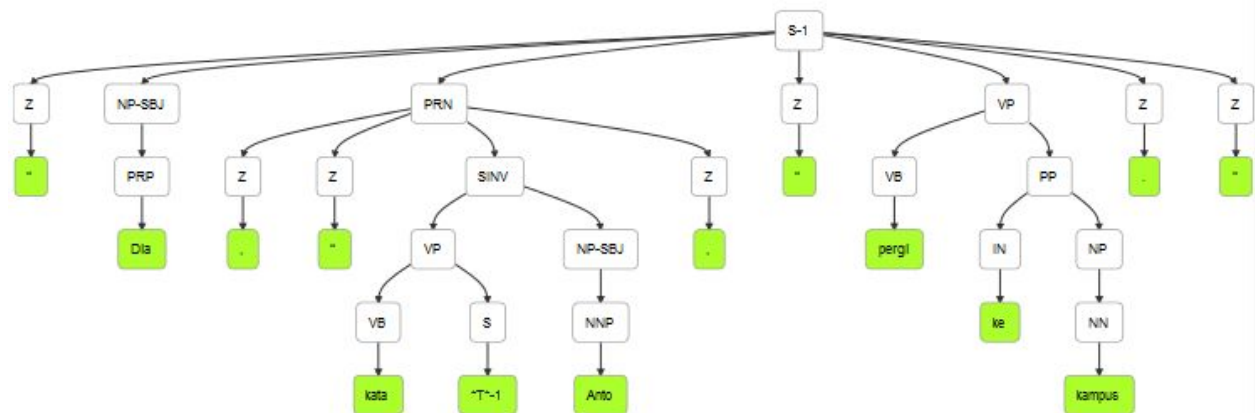 S-1
Z NP-SBJ PRN Z VP Z Z
" PRP Z Z SINV Z " VB PP . "
Dia , " VP NP-SBJ , pergi IN NP
VB S NNP ke NN
kata *T*-1 Anto kampus